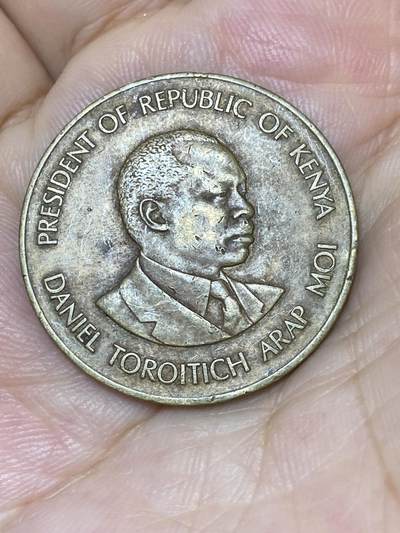 PRESIDENT OF REPUBLIC OF KENYA
DANIEL TOROITICH ARAP MOI